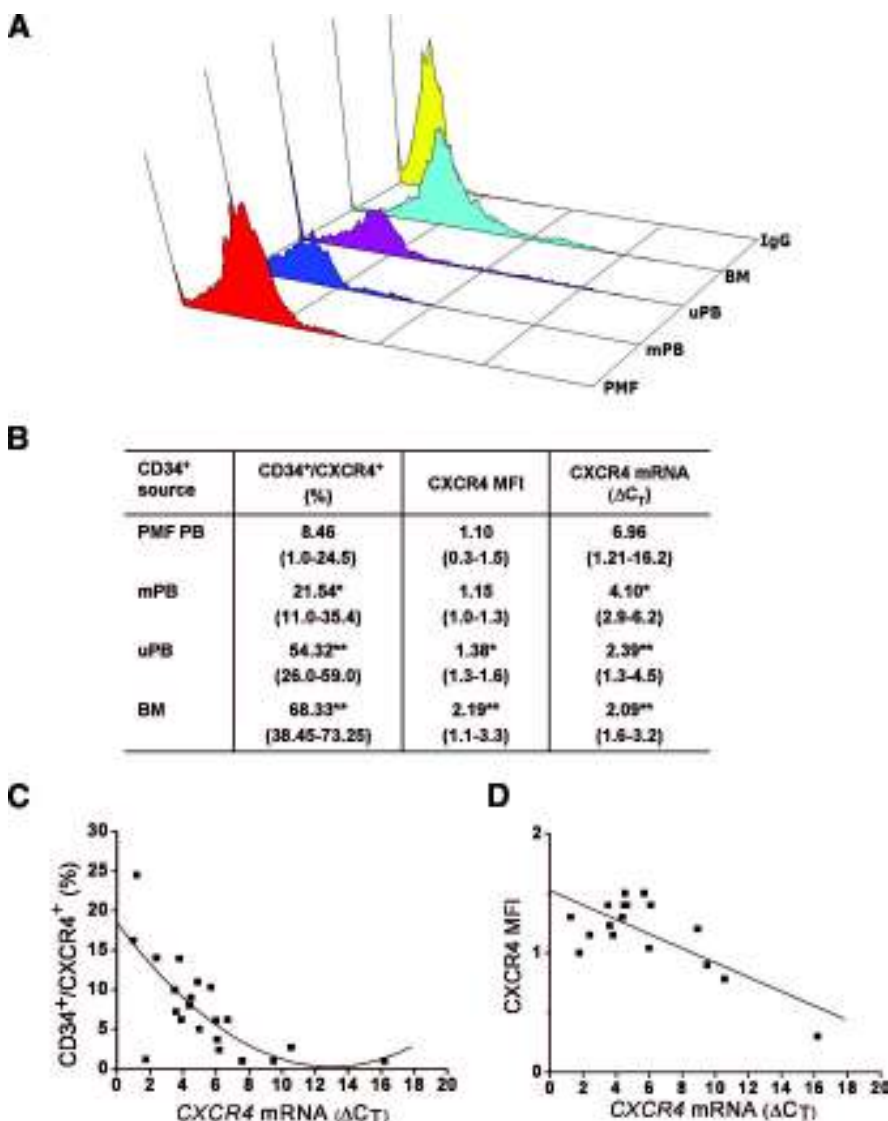 A
IgG
BM
uPB
mPB
PMF
B
CD34⁺ source CD34⁺/CXCR4⁺ (%) CXCR4 MFI CXCR4 mRNA (ΔC_T)
PMF PB 8.46 1.10 6.96
(1.0-24.5) (0.3-1.5) (1.21-16.2)
mPB 21.54* 1.15 4.10*
(11.0-35.4) (1.0-1.3) (2.9-6.2)
uPB 54.32** 1.38* 2.39**
(26.0-59.0) (1.3-1.6) (1.3-4.5)
BM 68.33** 2.19** 2.09**
(38.45-73.25) (1.1-3.3) (1.6-3.2)
C
CD34⁺/CXCR4⁺ (%)
30
25
20
15
10
5
0
0 2 4 6 8 10 12 14 16 18 20
CXCR4 mRNA (ΔC_T)
D
CXCR4 MFI
2
1
0
0 2 4 6 8 10 12 14 16 18 20
CXCR4 mRNA (ΔC_T)